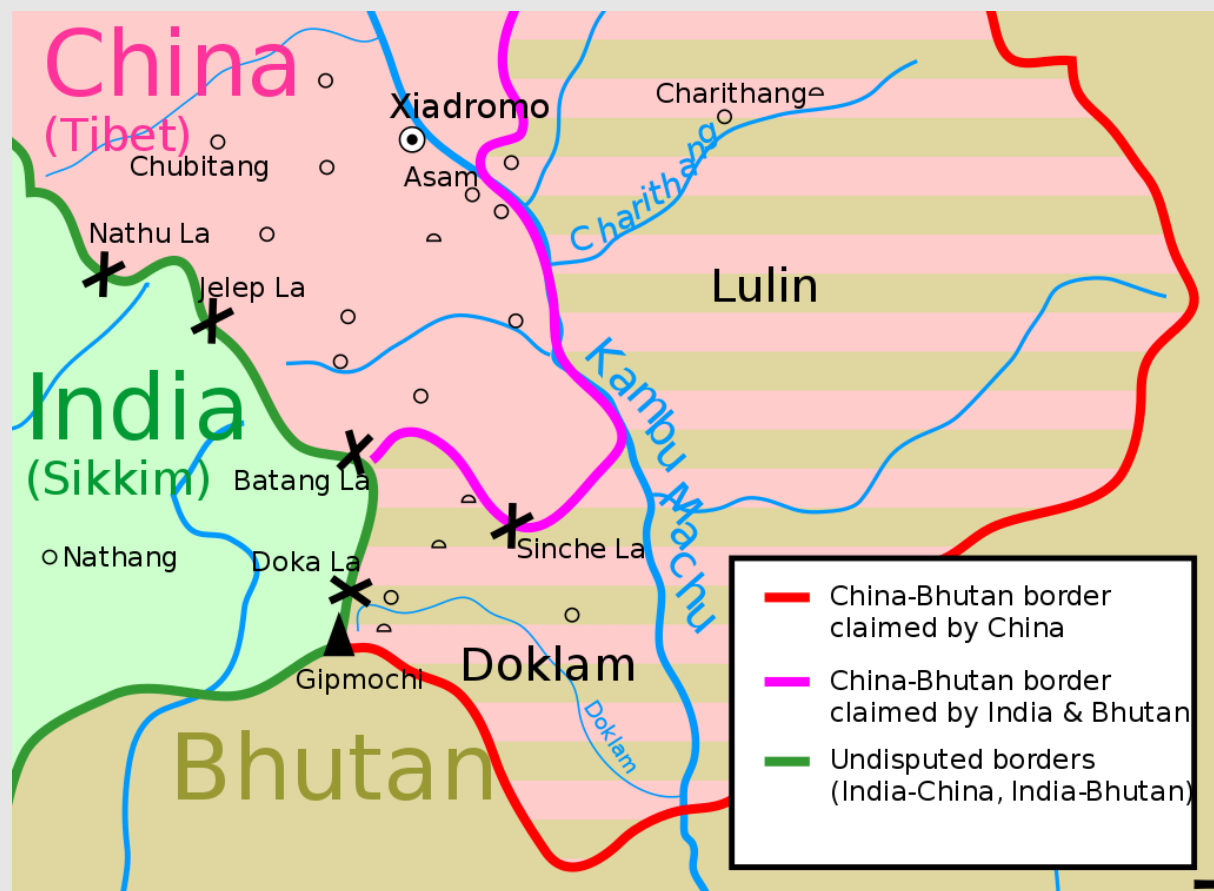 China
(Tibet)
Xiadromo
Charithang
Chubitang
Asam
Charithang
Nathu La
Jelep La
Lulin
Kambu Machu
India
(Sikkim)
Batang La
Sinche La
Nathang
Doka La
Gipmochi
Doklam
Doklam
Bhutan
China-Bhutan border
claimed by China
China-Bhutan border
claimed by India & Bhutan
Undisputed borders
(India-China, India-Bhutan)